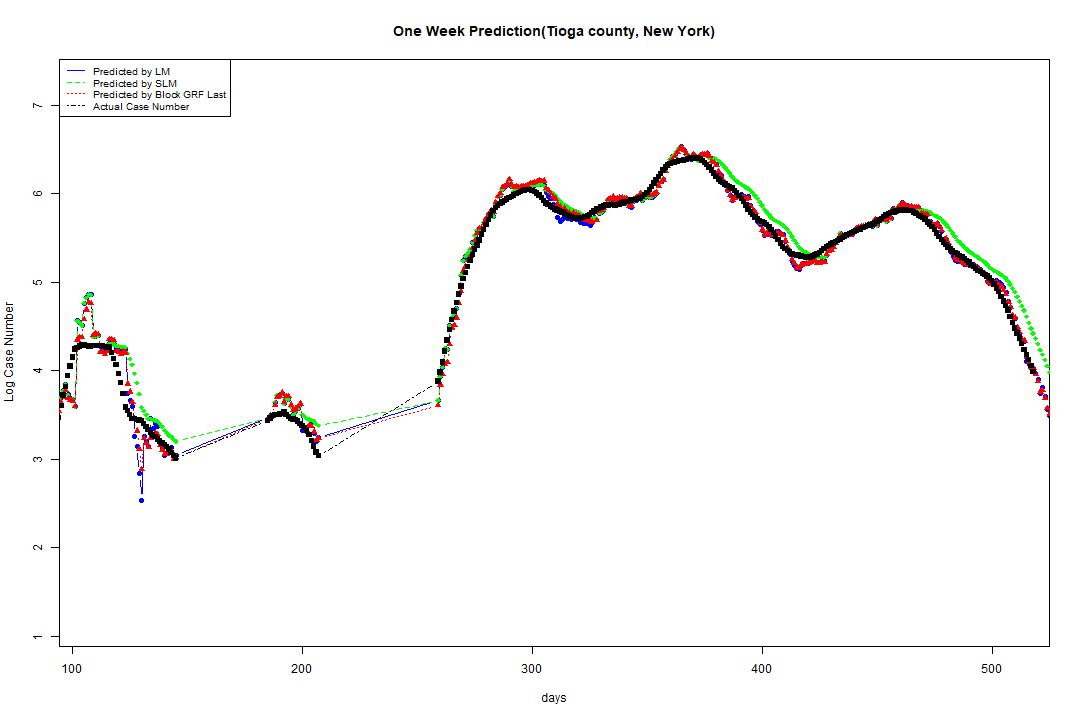 One Week Prediction(Tioga county, New York)
Predicted by LM
Predicted by SLM
Predicted by Block GRF Last
Actual Case Number
7
6
5
4
3
2
1
Log Case Number
100 200 300 400 500
days